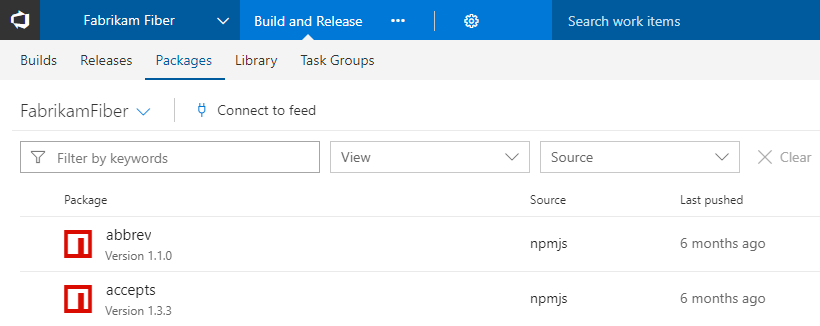 Fabrikam Fiber Build and Release ••• Search work items
Builds Releases Packages Library Task Groups
FabrikamFiber Connect to feed
Filter by keywords View Source Clear
Package Source Last pushed
abbrev
Version 1.1.0
npmjs 6 months ago
accepts
Version 1.3.3
npmjs 6 months ago